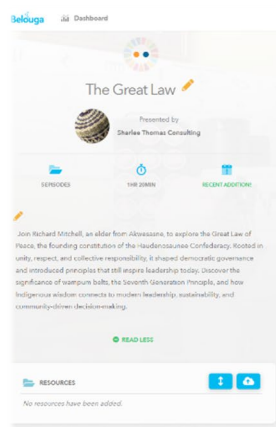 Belouga Dashboard
The Great Law
Presented by
Sharlee Thomas Consulting
5 EPISODES
1HR 20MIN
RECENT ADDITION!
Join Richard Mitchell, an elder from Akwesasne, to explore the Great Law of
Peace, the founding constitution of the Haudenosaunee Confederacy. Rooted in
unity, respect, and collective responsibility, it shaped democratic governance
and introduced principles that still inspire leadership today. Discover the
significance of wampum belts, the Seventh Generation Principle, and how
Indigenous wisdom connects to modern leadership, sustainability, and
community-driven decision-making.
READ LESS
RESOURCES
No resources have been added.